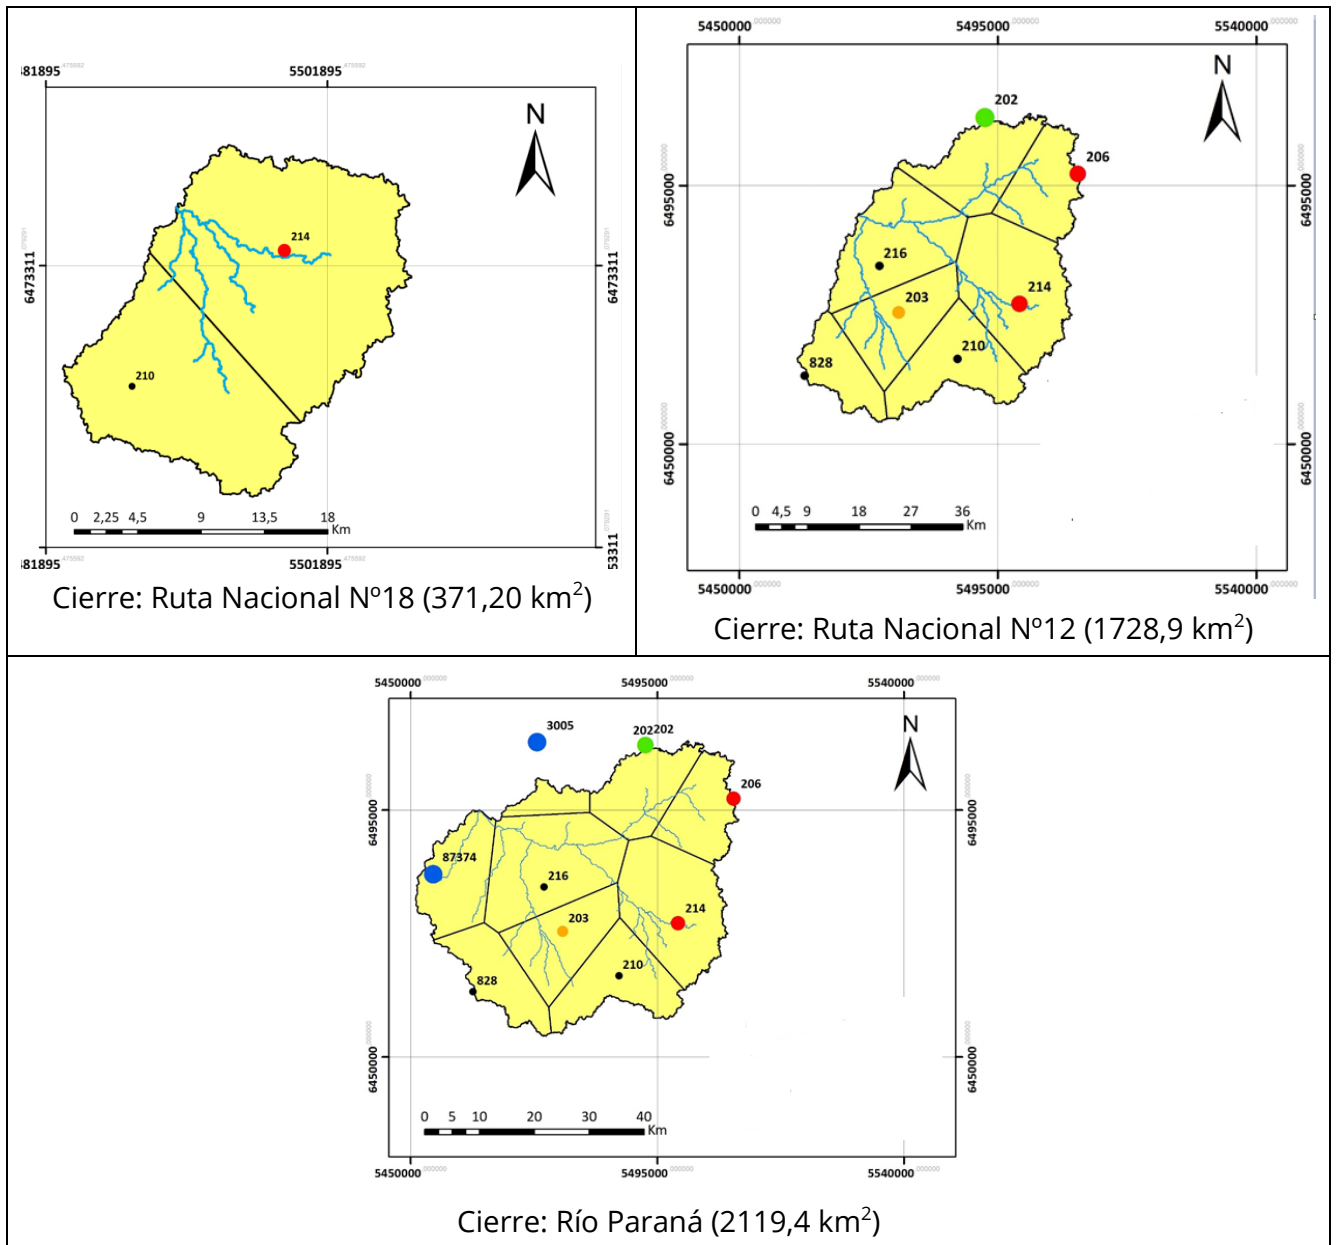 481895
5501895
N
214
6473311
6473311
210
0 2,25 4,5 9 13,5 18
Km
481895
5501895
53311
Cierre: Ruta Nacional Nº18 (371,20 km²)
5450000 5495000 5540000
N
202
206
6495000
6495000
216
214
203
210
828
6450000
6450000
0 4,5 9 18 27 36
Km
5450000 5495000 5540000
Cierre: Ruta Nacional Nº12 (1728,9 km²)
5450000 5495000 5540000
N
3005
202202
206
6495000
6495000
87374
216
214
203
210
828
6450000
6450000
0 5 10 20 30 40
Km
5450000 5495000 5540000
Cierre: Río Paraná (2119,4 km²)